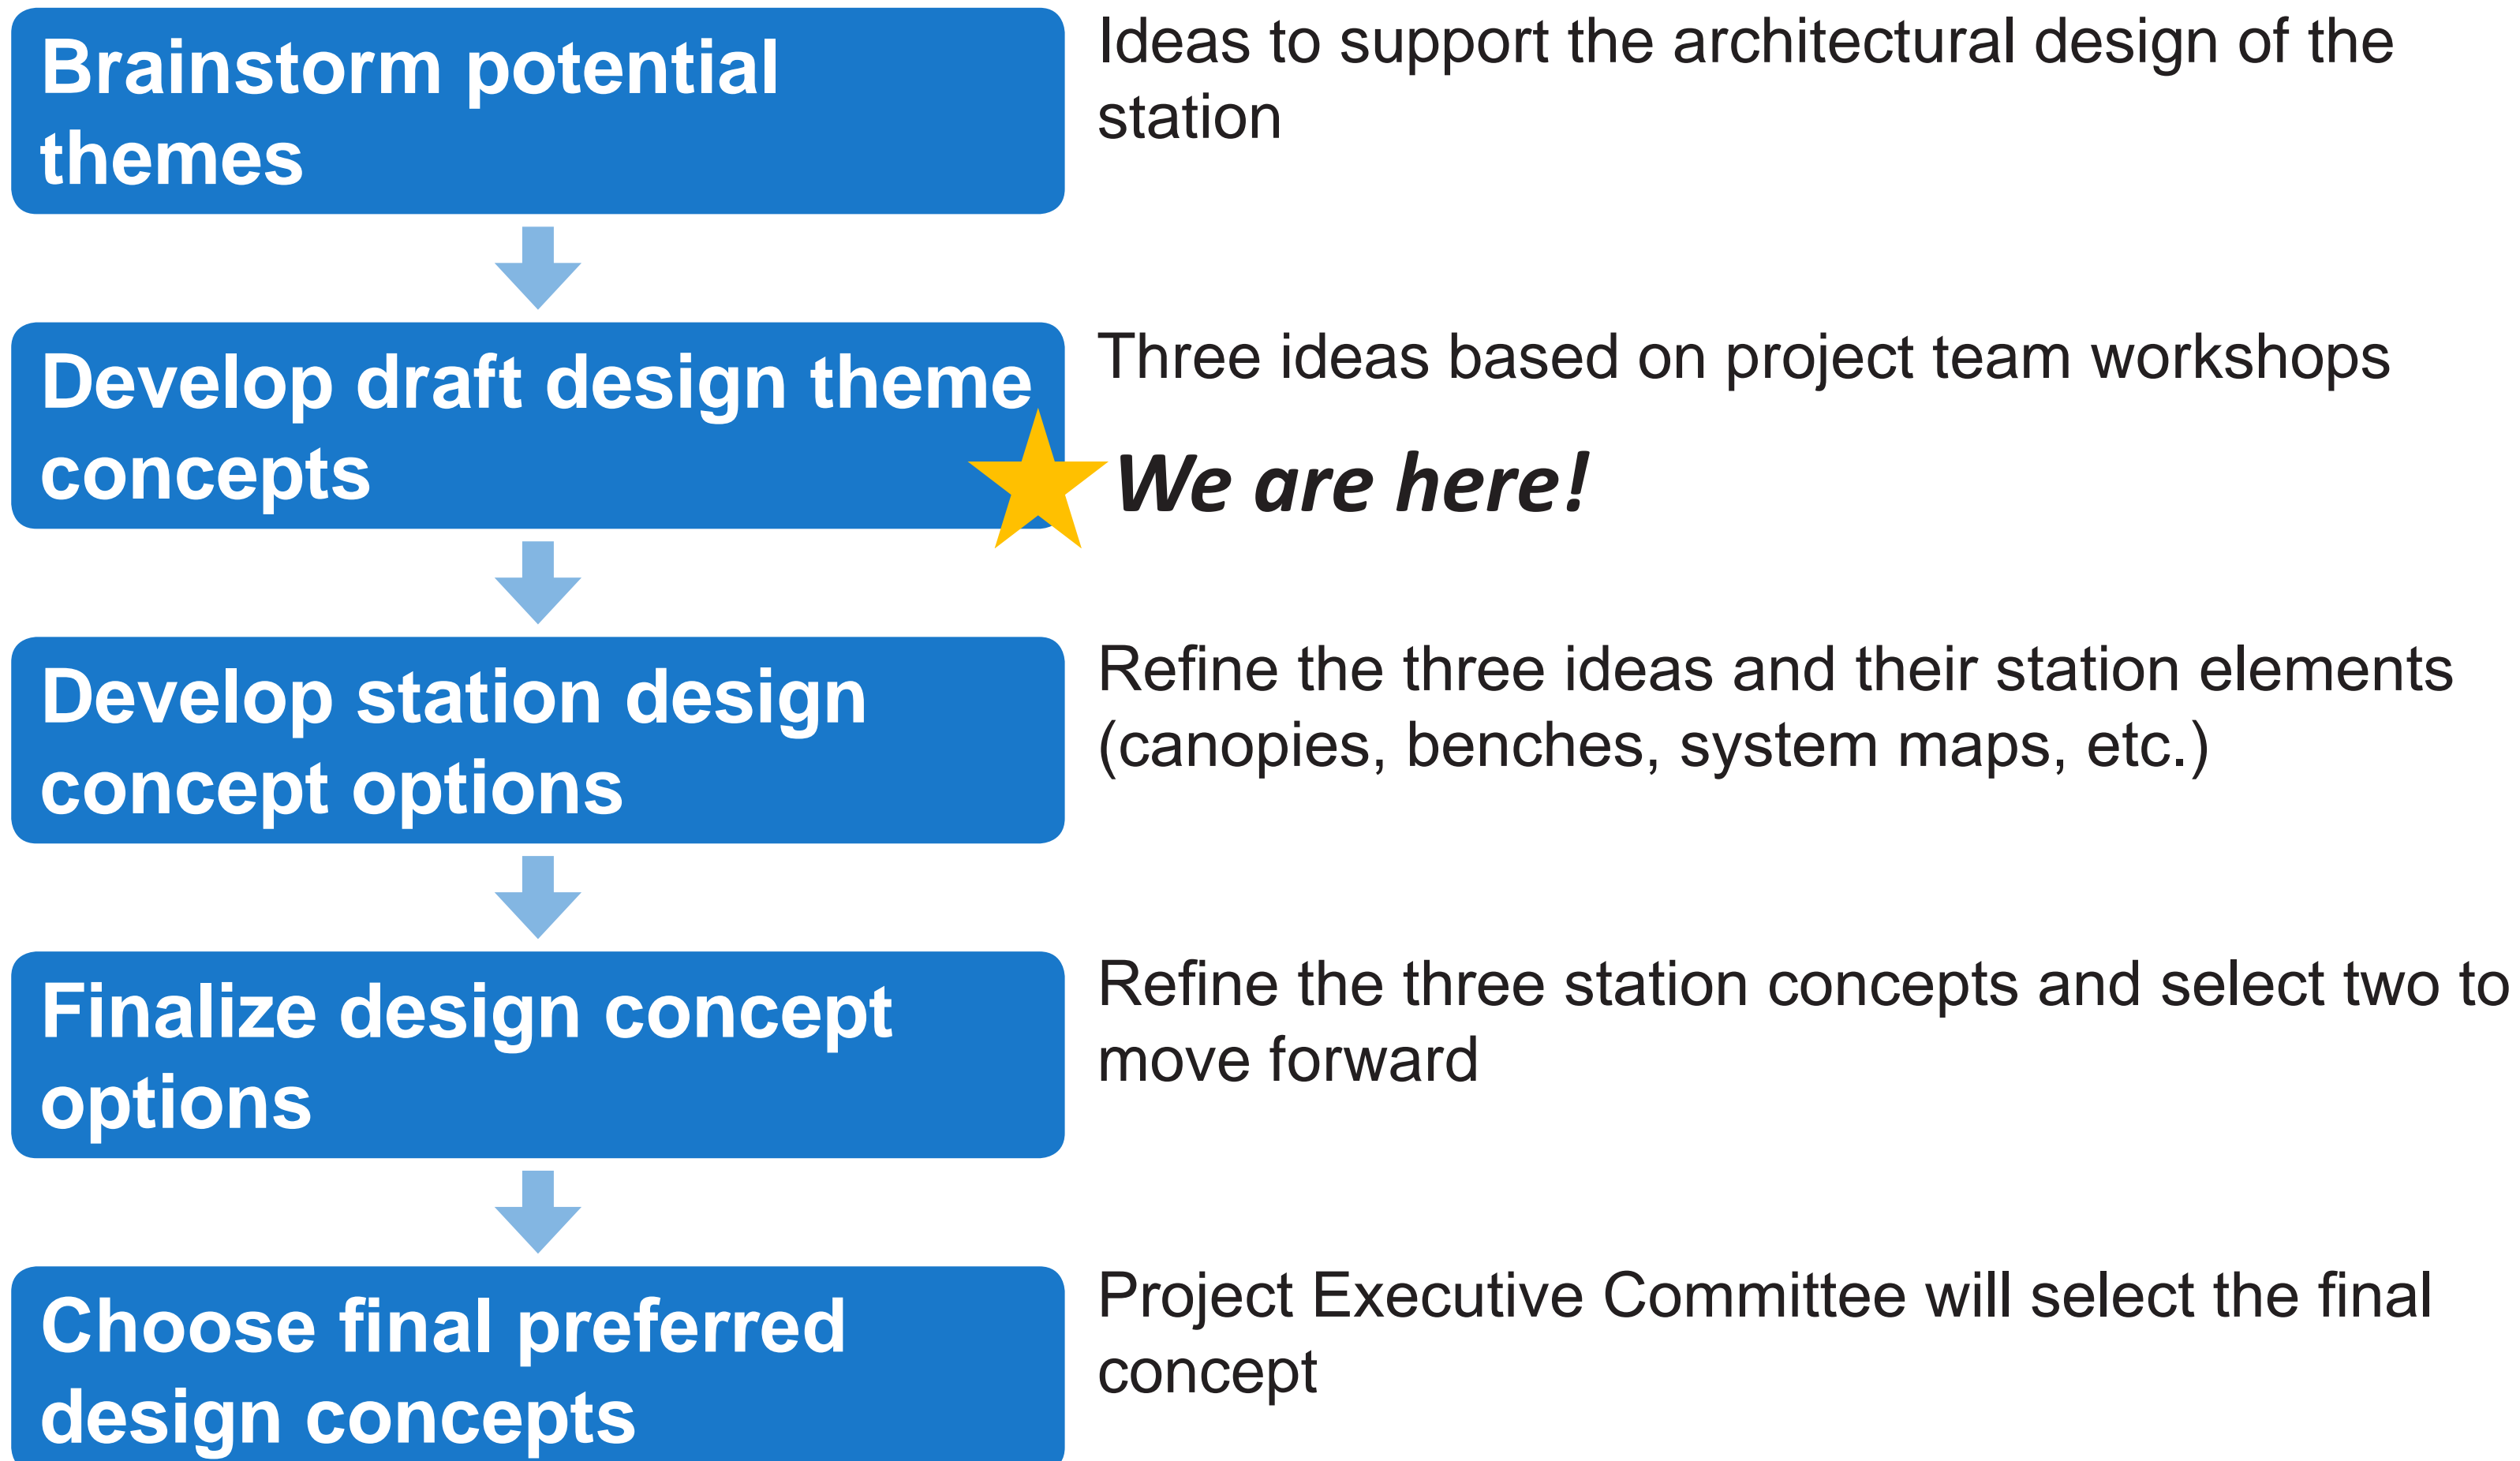 Brainstorm potential
themes
Ideas to support the architectural design of the
station
Develop draft design theme
concepts
Three ideas based on project team workshops
We are here!
Develop station design
concept options
Refine the three ideas and their station elements
(canopies, benches, system maps, etc.)
Finalize design concept
options
Refine the three station concepts and select two to
move forward
Choose final preferred
design concepts
Project Executive Committee will select the final
concept